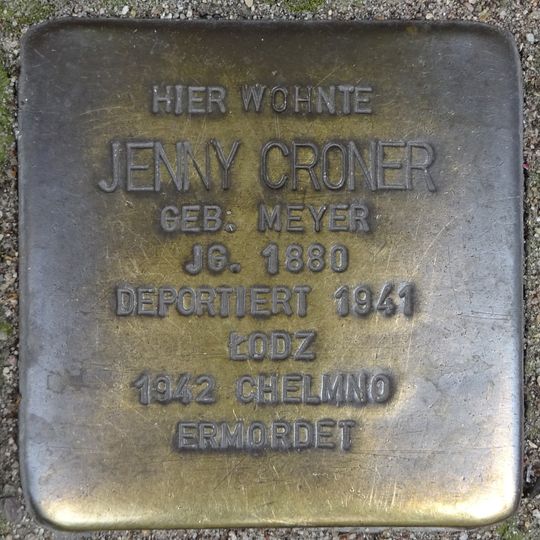 HIER WOHNTE
JENNY CRONER
GEB. MEYER
JG. 1880
DEPORTIERT 1941
ŁODZ
1942 CHELMNO
ERMORDET